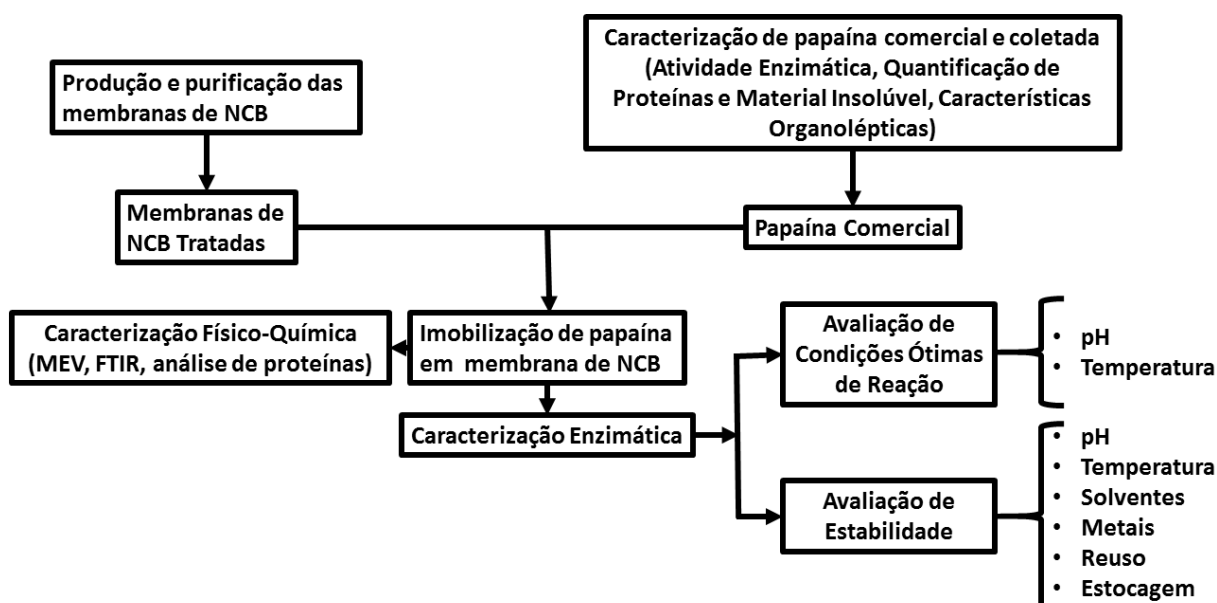 Caracterização de papaína comercial e coletada
(Atividade Enzimática, Quantificação de
Proteínas e Material Insolúvel, Características
Organolépticas)
Produção e purificação das
membranas de NCB
Membranas de
NCB Tratadas
Papaína Comercial
Caracterização Físico-Química
(MEV, FTIR, análise de proteínas)
Imobilização de papaína
em membrana de NCB
Avaliação de
Condições Ótimas
de Reação
• pH
• Temperatura
Caracterização Enzimática
Avaliação de
Estabilidade
• pH
• Temperatura
• Solventes
• Metais
• Reuso
• Estocagem